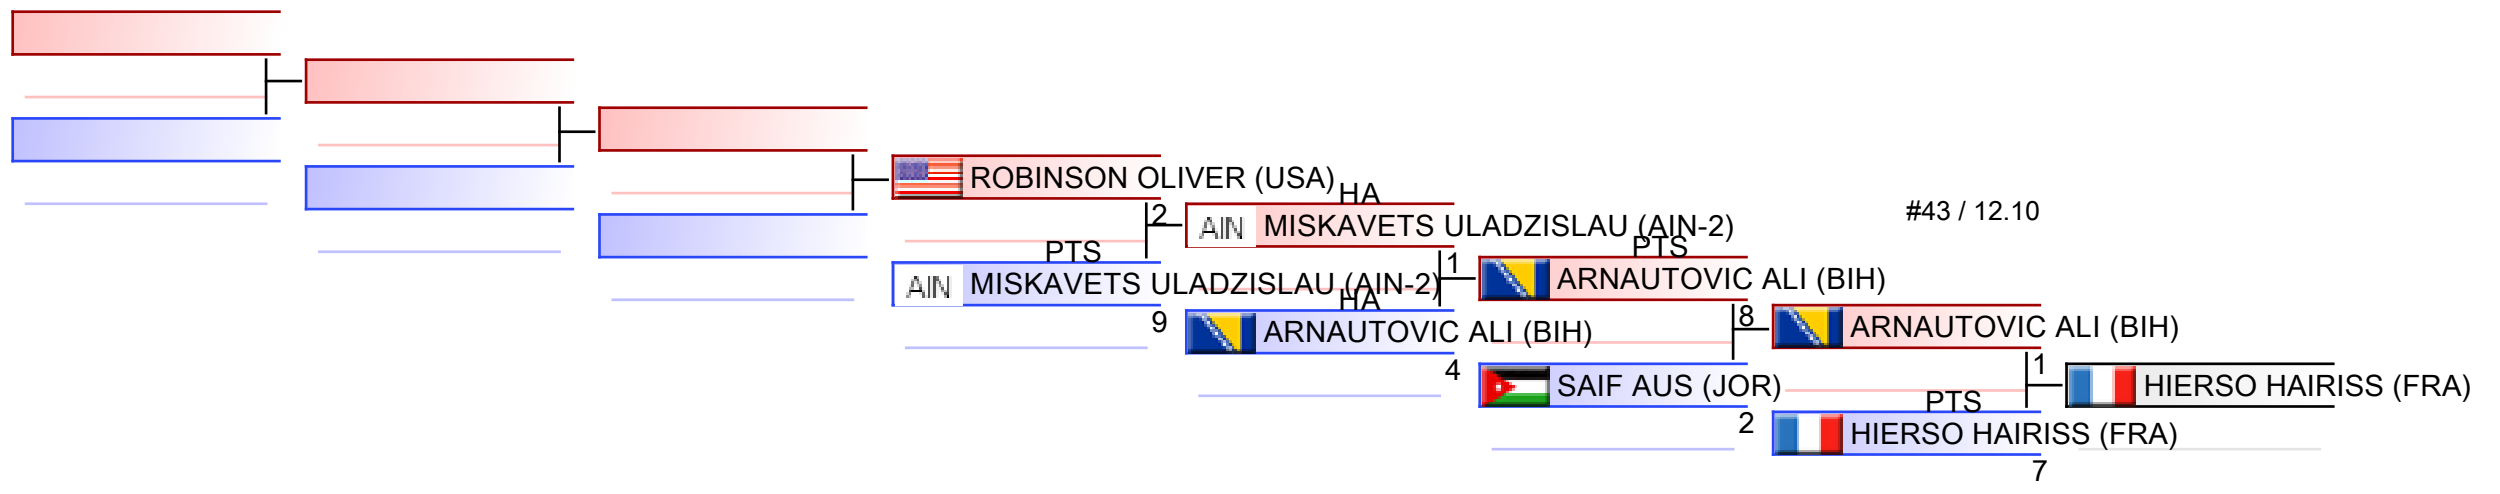 ROBINSON OLIVER (USA)
HA
2
AIN MISKAVETS ULADZISLAU (AIN-2)
#43 / 12.10
PTS
PTS
1
AIN MISKAVETS ULADZISLAU (AIN-2)
ARNAUTOVIC ALI (BIH)
HA
9
ARNAUTOVIC ALI (BIH)
8
ARNAUTOVIC ALI (BIH)
4
SAIF AUS (JOR)
1
HIERSO HAIRISS (FRA)
PTS
2
HIERSO HAIRISS (FRA)
7